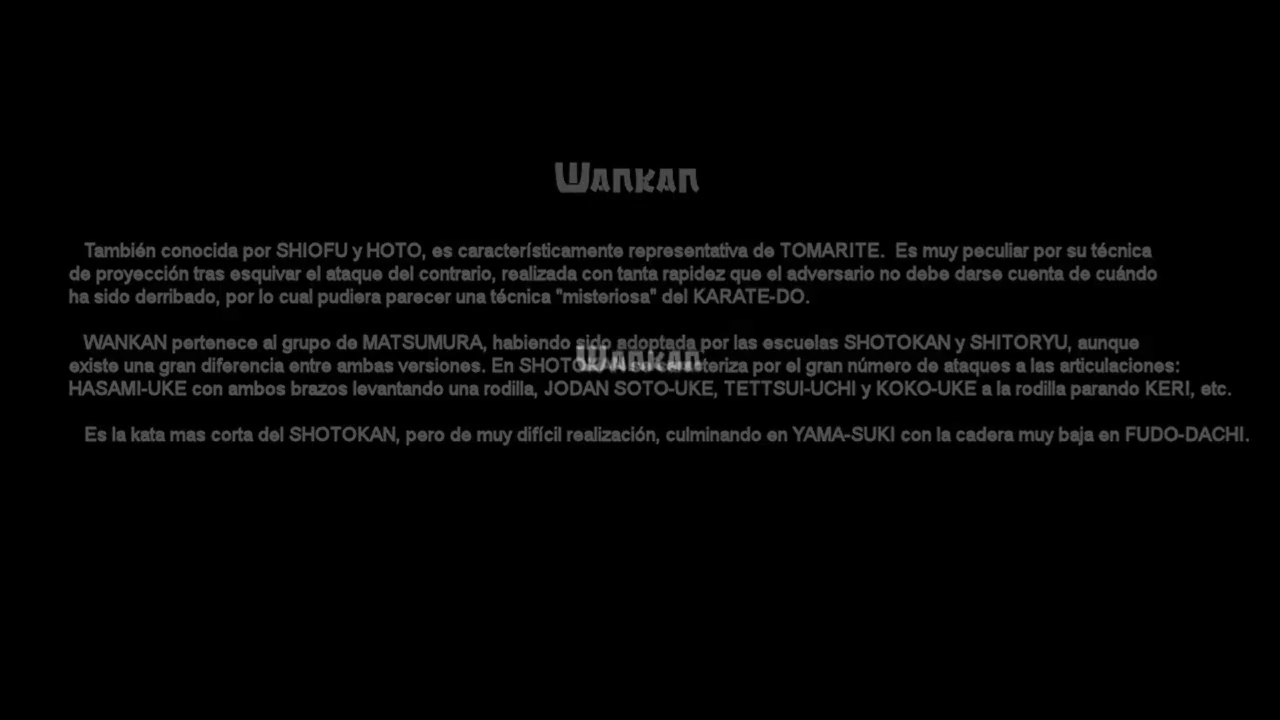 Wankan
También conocida por SHIOFU y HOTO, es característicamente representativa de TOMARITE. Es muy peculiar por su técnica
de proyección tras esquivar el ataque del contrario, realizada con tanta rapidez que el adversario no debe darse cuenta de cuándo
ha sido derribado, por lo cual pudiera parecer una técnica "misteriosa" del KARATE-DO.
WANKAN pertenece al grupo de MATSUMURA, habiendo sido adoptada por las escuelas SHOTOKAN y SHITORYU, aunque
Wankan
existe una gran diferencia entre ambas versiones. En por el gran número de ataques a las articulaciones:
HASAMI-UKE con ambos brazos levantando una rodilla, JODAN SOTO-UKE, TETTSUI-UCHI y KOKO-UKE a la rodilla parando KERI, etc.
Es la kata mas corta del SHOTOKAN, pero de muy difícil realización, culminando en YAMA-SUKI con la cadera muy baja en FUDO-DACHI.